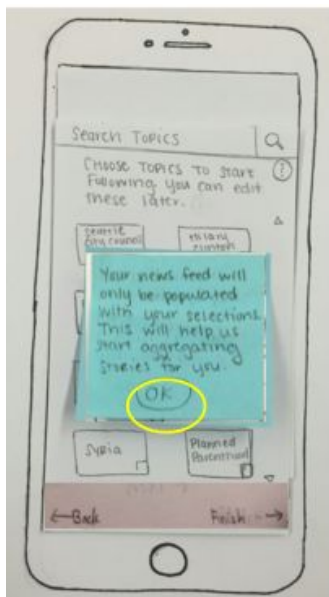 Search Topics
Choose Topics to start
following you can edit
these later.
?
Seattle
City Council
Hilary
Clinton
Your news feed will
only be populated
with your selections
This will help us
start aggregating
stories for you.
OK
Syria
Planned
Parenthood
←Back
Finish →